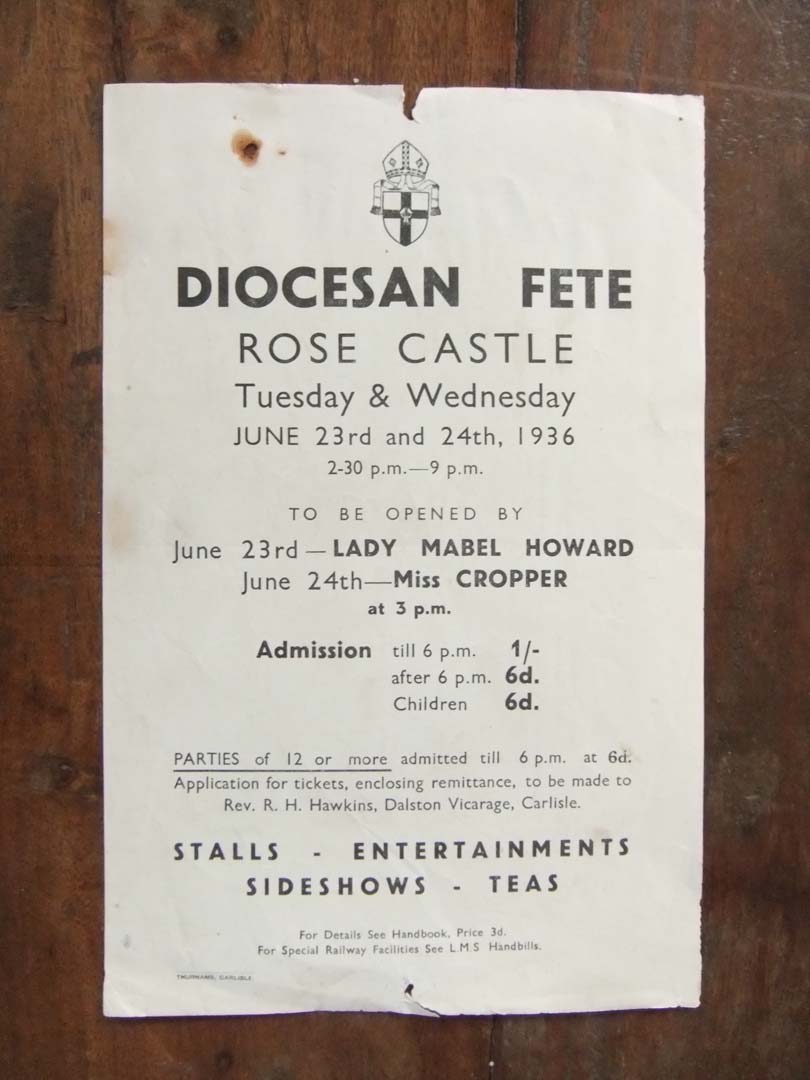 DIOCESAN FETE
ROSE CASTLE
Tuesday & Wednesday
JUNE 23rd and 24th, 1936
2-30 p.m.—9 p.m.
TO BE OPENED BY
June 23rd — LADY MABEL HOWARD
June 24th—Miss CROPPER
at 3 p.m.
Admission till 6 p.m. 1/-
after 6 p.m. 6d.
Children 6d.
PARTIES of 12 or more admitted till 6 p.m. at 6d.
Application for tickets, enclosing remittance, to be made to
Rev. R. H. Hawkins, Dalston Vicarage, Carlisle.
STALLS - ENTERTAINMENTS
SIDESHOWS - TEAS
For Details See Handbook, Price 3d.
For Special Railway Facilities See L.M.S Handbills.
THURNAMS, CARLISLE